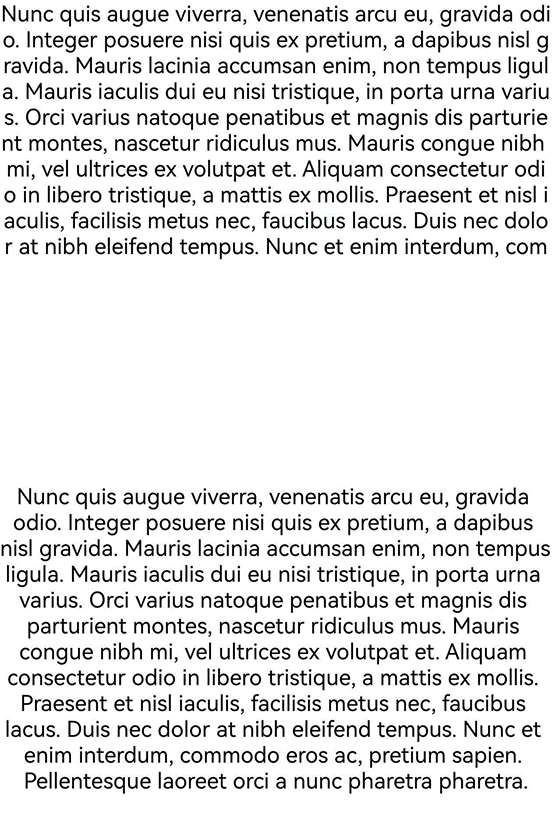 Nunc quis augue viverra, venenatis arcu eu, gravida odi
o. Integer posuere nisi quis ex pretium, a dapibus nisl g
ravida. Mauris lacinia accumsan enim, non tempus ligul
a. Mauris iaculis dui eu nisi tristique, in porta urna variu
s. Orci varius natoque penatibus et magnis dis parturie
nt montes, nascetur ridiculus mus. Mauris congue nibh
mi, vel ultrices ex volutpat et. Aliquam consectetur odi
o in libero tristique, a mattis ex mollis. Praesent et nisl i
aculis, facilisis metus nec, faucibus lacus. Duis nec dolo
r at nibh eleifend tempus. Nunc et enim interdum, com
Nunc quis augue viverra, venenatis arcu eu, gravida
odio. Integer posuere nisi quis ex pretium, a dapibus
nisl gravida. Mauris lacinia accumsan enim, non tempus
ligula. Mauris iaculis dui eu nisi tristique, in porta urna
varius. Orci varius natoque penatibus et magnis dis
parturient montes, nascetur ridiculus mus. Mauris
congue nibh mi, vel ultrices ex volutpat et. Aliquam
consectetur odio in libero tristique, a mattis ex mollis.
Praesent et nisl iaculis, facilisis metus nec, faucibus
lacus. Duis nec dolor at nibh eleifend tempus. Nunc et
enim interdum, commodo eros ac, pretium sapien.
Pellentesque laoreet orci a nunc pharetra pharetra.